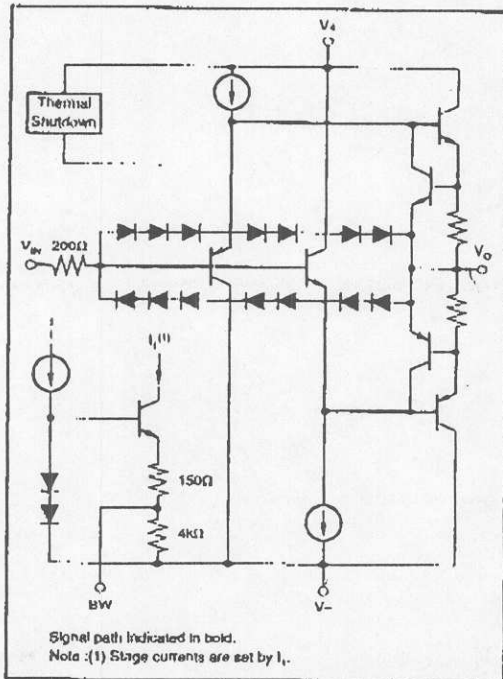 V+
Thermal
Shutdown
VIN
200Ω
VO
I1(1)
150Ω
4kΩ
BW
V–
Signal path indicated in bold.
Note :(1) Stage currents are set by I1.